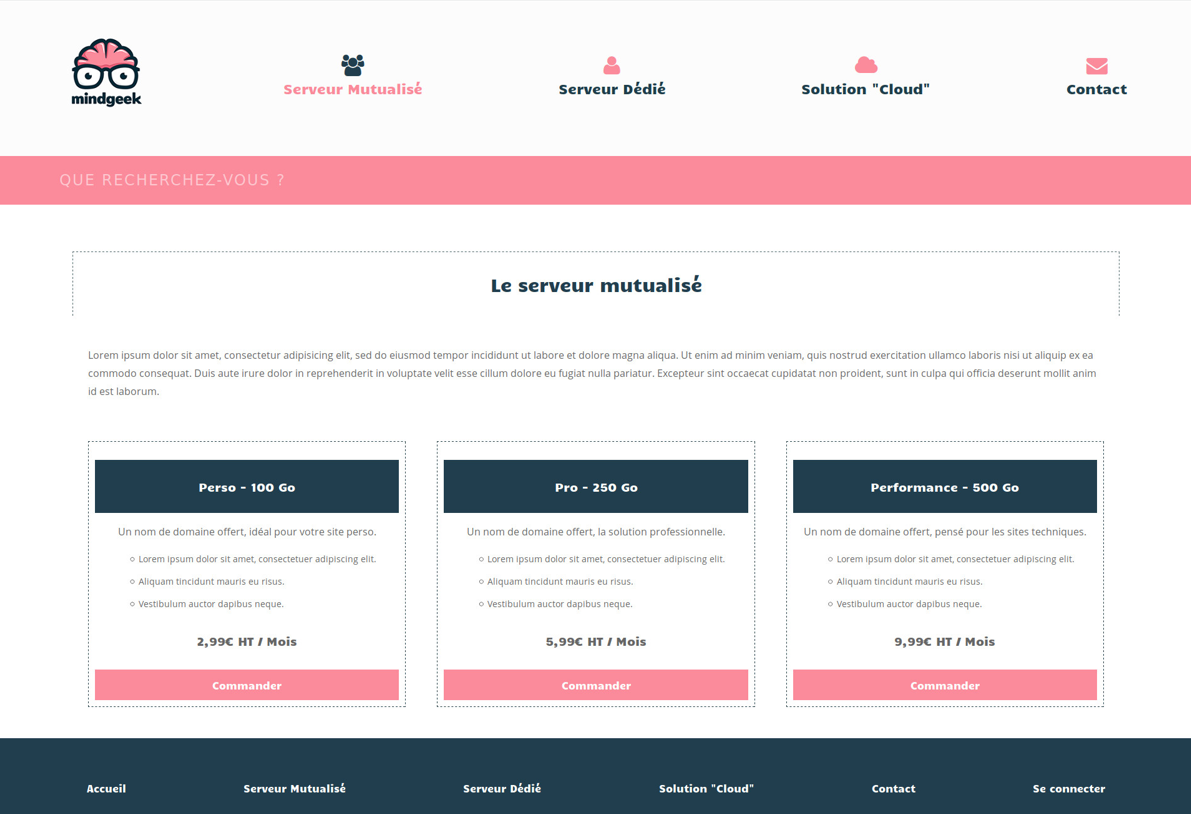 mindgeek
Serveur Mutualisé
Serveur Dédié
Solution "Cloud"
Contact
QUE RECHERCHEZ-VOUS ?
Le serveur mutualisé
Lorem ipsum dolor sit amet, consectetur adipisicing elit, sed do eiusmod tempor incididunt ut labore et dolore magna aliqua. Ut enim ad minim veniam, quis nostrud exercitation ullamco laboris nisi ut aliquip ex ea
commodo consequat. Duis aute irure dolor in reprehenderit in voluptate velit esse cillum dolore eu fugiat nulla pariatur. Excepteur sint occaecat cupidatat non proident, sunt in culpa qui officia deserunt mollit anim
id est laborum.
Perso - 100 Go
Un nom de domaine offert, idéal pour votre site perso.
Lorem ipsum dolor sit amet, consectetuer adipiscing elit.
Aliquam tincidunt mauris eu risus.
Vestibulum auctor dapibus neque.
2,99€ HT / Mois
Commander
Pro - 250 Go
Un nom de domaine offert, la solution professionnelle.
Lorem ipsum dolor sit amet, consectetuer adipiscing elit.
Aliquam tincidunt mauris eu risus.
Vestibulum auctor dapibus neque.
5,99€ HT / Mois
Commander
Performance - 500 Go
Un nom de domaine offert, pensé pour les sites techniques.
Lorem ipsum dolor sit amet, consectetuer adipiscing elit.
Aliquam tincidunt mauris eu risus.
Vestibulum auctor dapibus neque.
9,99€ HT / Mois
Commander
Accueil
Serveur Mutualisé
Serveur Dédié
Solution "Cloud"
Contact
Se connecter